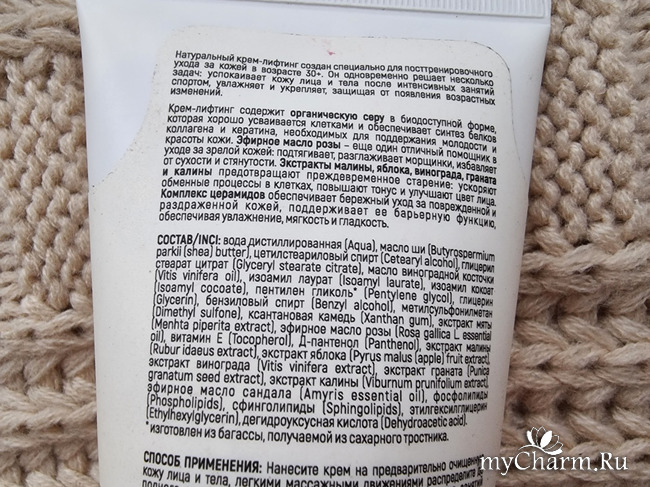 Натуральный крем-лифтинг создан специально для посттренировочного
ухода за кожей в возрасте 30+. Он одновременно решает несколько
задач: успокаивает кожу лица и тела после интенсивных занятий
спортом, увлажняет и укрепляет, защищая от появления возрастных
изменений.
Крем-лифтинг содержит органическую серу в биодоступной форме,
которая хорошо усваивается клетками и обеспечивает синтез белков
коллагена и кератина, необходимых для поддержания молодости и
красоты кожи. Эфирное масло розы – еще один отличный помощник в
уходе за зрелой кожей: подтягивает, разглаживает морщинки, избавляет
от сухости и стянутости. Экстракты малины, яблока, винограда, граната
и калины предотвращают преждевременное старение: ускоряют
обменные процессы в клетках, повышают тонус и улучшают цвет лица.
Комплекс церамидов обеспечивает бережный уход за поврежденной и
раздраженной кожей, поддерживает ее барьерную функцию,
обеспечивая увлажнение, мягкость и гладкость.
СОСТАВ/INCI: вода дистиллированная (Aqua), масло ши (Butyrospermum
parkii (shea) butter), цетилстеариловый спирт (Cetearyl alcohol), глицерил
стеарат цитрат (Glyceryl stearate citrate), масло виноградной косточки
(Vitis vinifera oil), изоамил лаурат (Isoamyl laurate), изоамил кокоат
(Isoamyl cocoate), пентилен гликоль* (Pentylene glycol), глицерин
(Glycerin), бензиловый спирт (Benzyl alcohol), метилсульфонилметан
(Dimethyl sulfone), ксантановая камедь (Xanthan gum), экстракт мяты
(Menhta piperita extract), эфирное масло розы (Rosa gallica L. essential
oil), витамин Е (Tocopherol), Д-пантенол (Panthenol), экстракт малины
(Rubur idaeus extract), экстракт яблока (Pyrus malus (apple) fruit extract),
экстракт винограда (Vitis vinifera extract), экстракт граната (Punica
granatum seed extract), экстракт калины (Viburnum prunifolium extract),
эфирное масло сандала (Amyris essential oil), фосфолипиды
(Phospholipids), сфинголипиды (Sphingolipids), этилгексилглицерин
(Ethylhexylglycerin), дегидроуксусная кислота (Dehydroacetic acid).
*изготовлен из багассы, получаемой из сахарного тростника.
СПОСОБ ПРИМЕНЕНИЯ: Нанесите крем на предварительно очищенную
кожу лица и тела, легкими массажными движениями распределите
myCharm.Ru